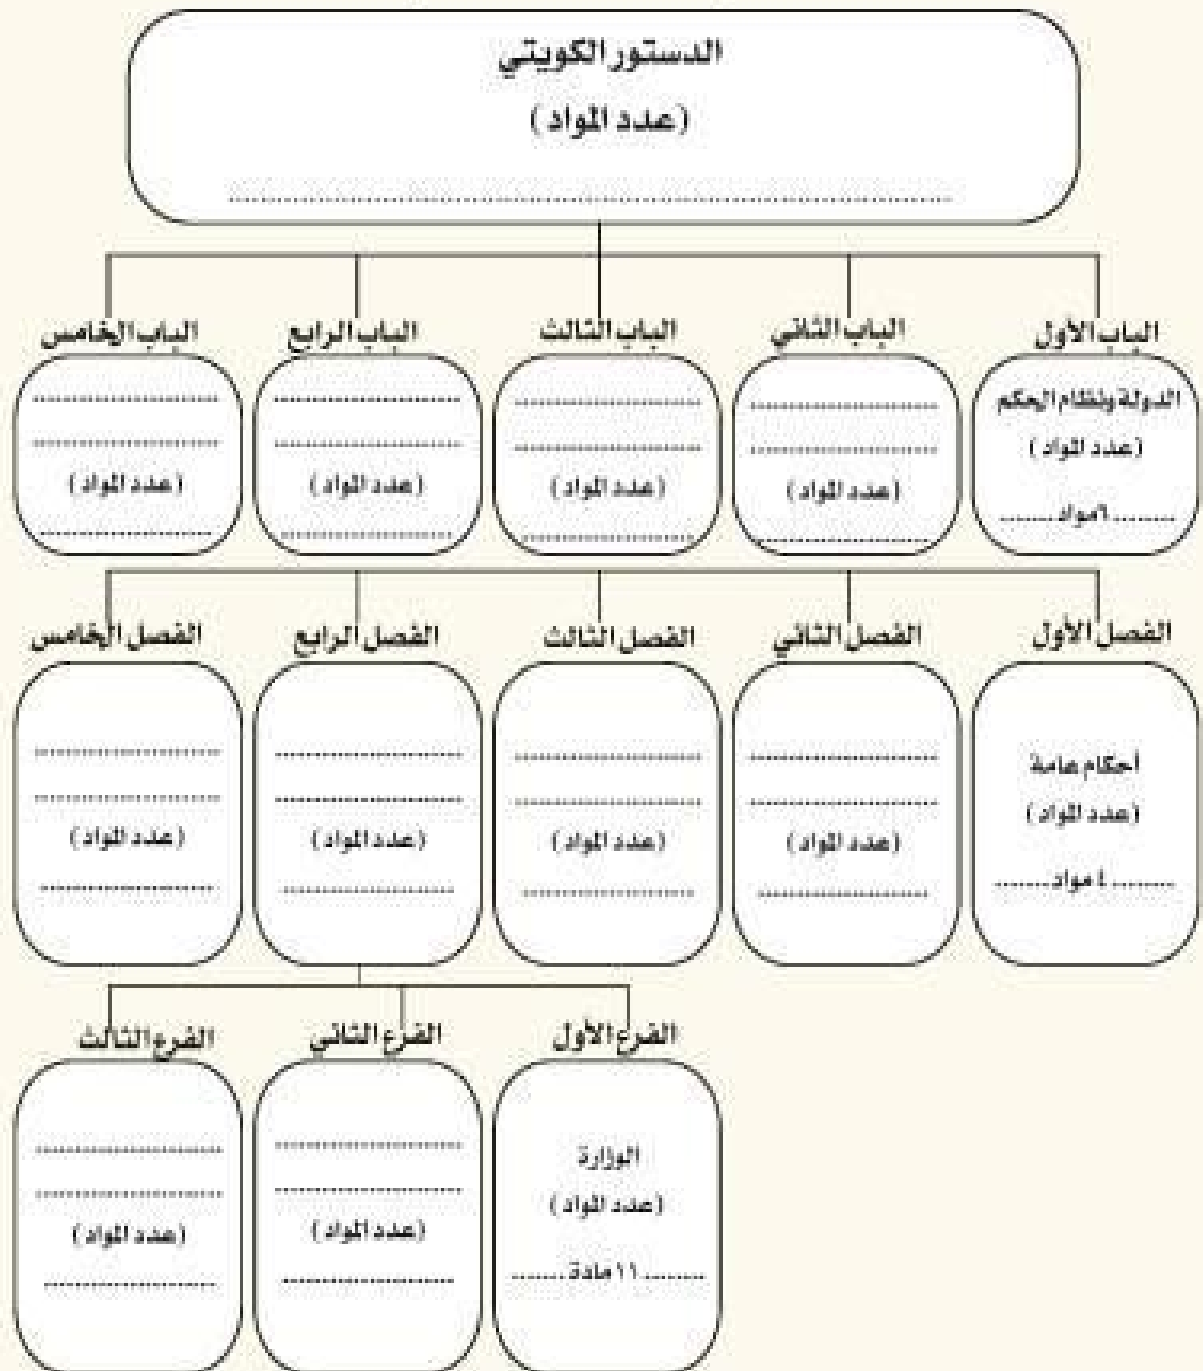 الدستور الكويتي
(عدد المواد)
الباب الأول
الباب الثاني
الباب الثالث
الباب الرابع
الباب الخامس
الدولة ونظام الحكم
(عدد المواد)
٦ مواد
(عدد المواد)
(عدد المواد)
(عدد المواد)
(عدد المواد)
الفصل الأول
الفصل الثاني
الفصل الثالث
الفصل الرابع
الفصل الخامس
أحكام عامة
(عدد المواد)
٤ مواد
(عدد المواد)
(عدد المواد)
(عدد المواد)
(عدد المواد)
الفرع الأول
الفرع الثاني
الفرع الثالث
الوزارة
(عدد المواد)
١١ مادة
(عدد المواد)
(عدد المواد)